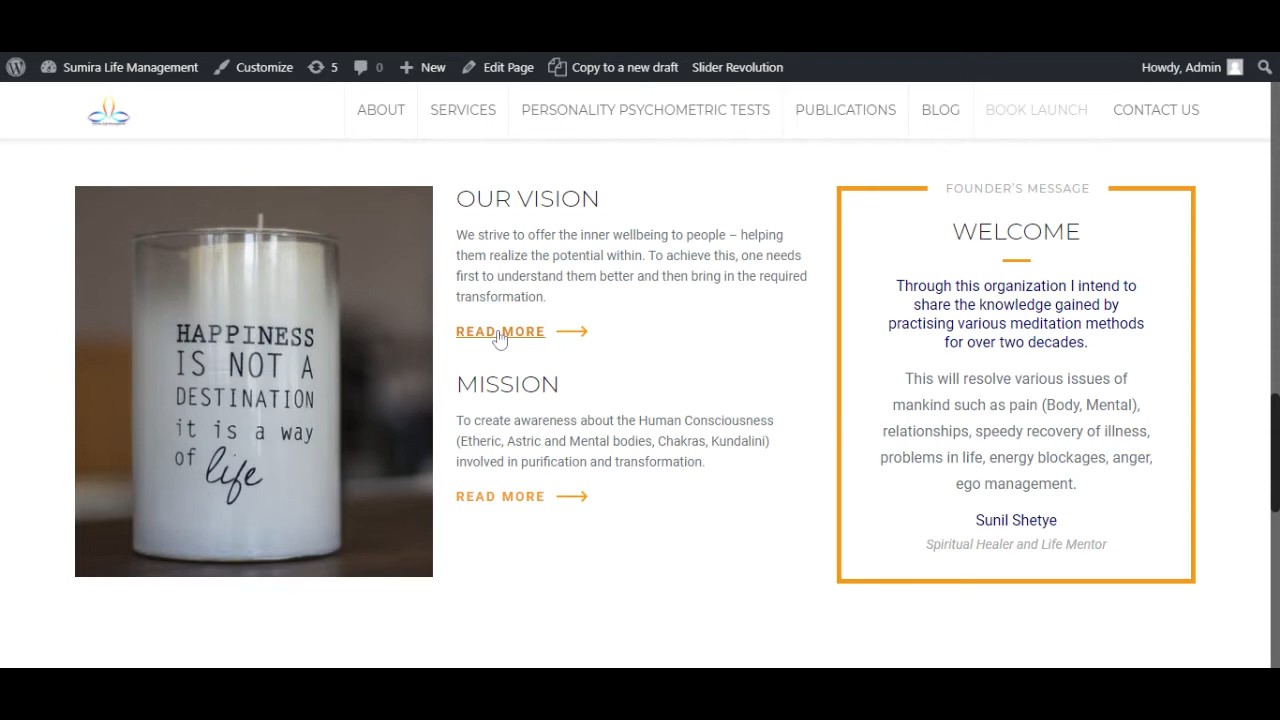 Sumira Life Management Customize 5 0 New Edit Page Copy to a new draft Slider Revolution Howdy, Admin
ABOUT SERVICES PERSONALITY PSYCHOMETRIC TESTS PUBLICATIONS BLOG BOOK LAUNCH CONTACT US
HAPPINESS
IS NOT A
DESTINATION
it is a way
of life
OUR VISION
We strive to offer the inner wellbeing to people – helping
them realize the potential within. To achieve this, one needs
first to understand them better and then bring in the required
transformation.
READ MORE
MISSION
To create awareness about the Human Consciousness
(Etheric, Astric and Mental bodies, Chakras, Kundalini)
involved in purification and transformation.
READ MORE
FOUNDER'S MESSAGE
WELCOME
Through this organization I intend to
share the knowledge gained by
practising various meditation methods
for over two decades.
This will resolve various issues of
mankind such as pain (Body, Mental),
relationships, speedy recovery of illness,
problems in life, energy blockages, anger,
ego management.
Sunil Shetye
Spiritual Healer and Life Mentor